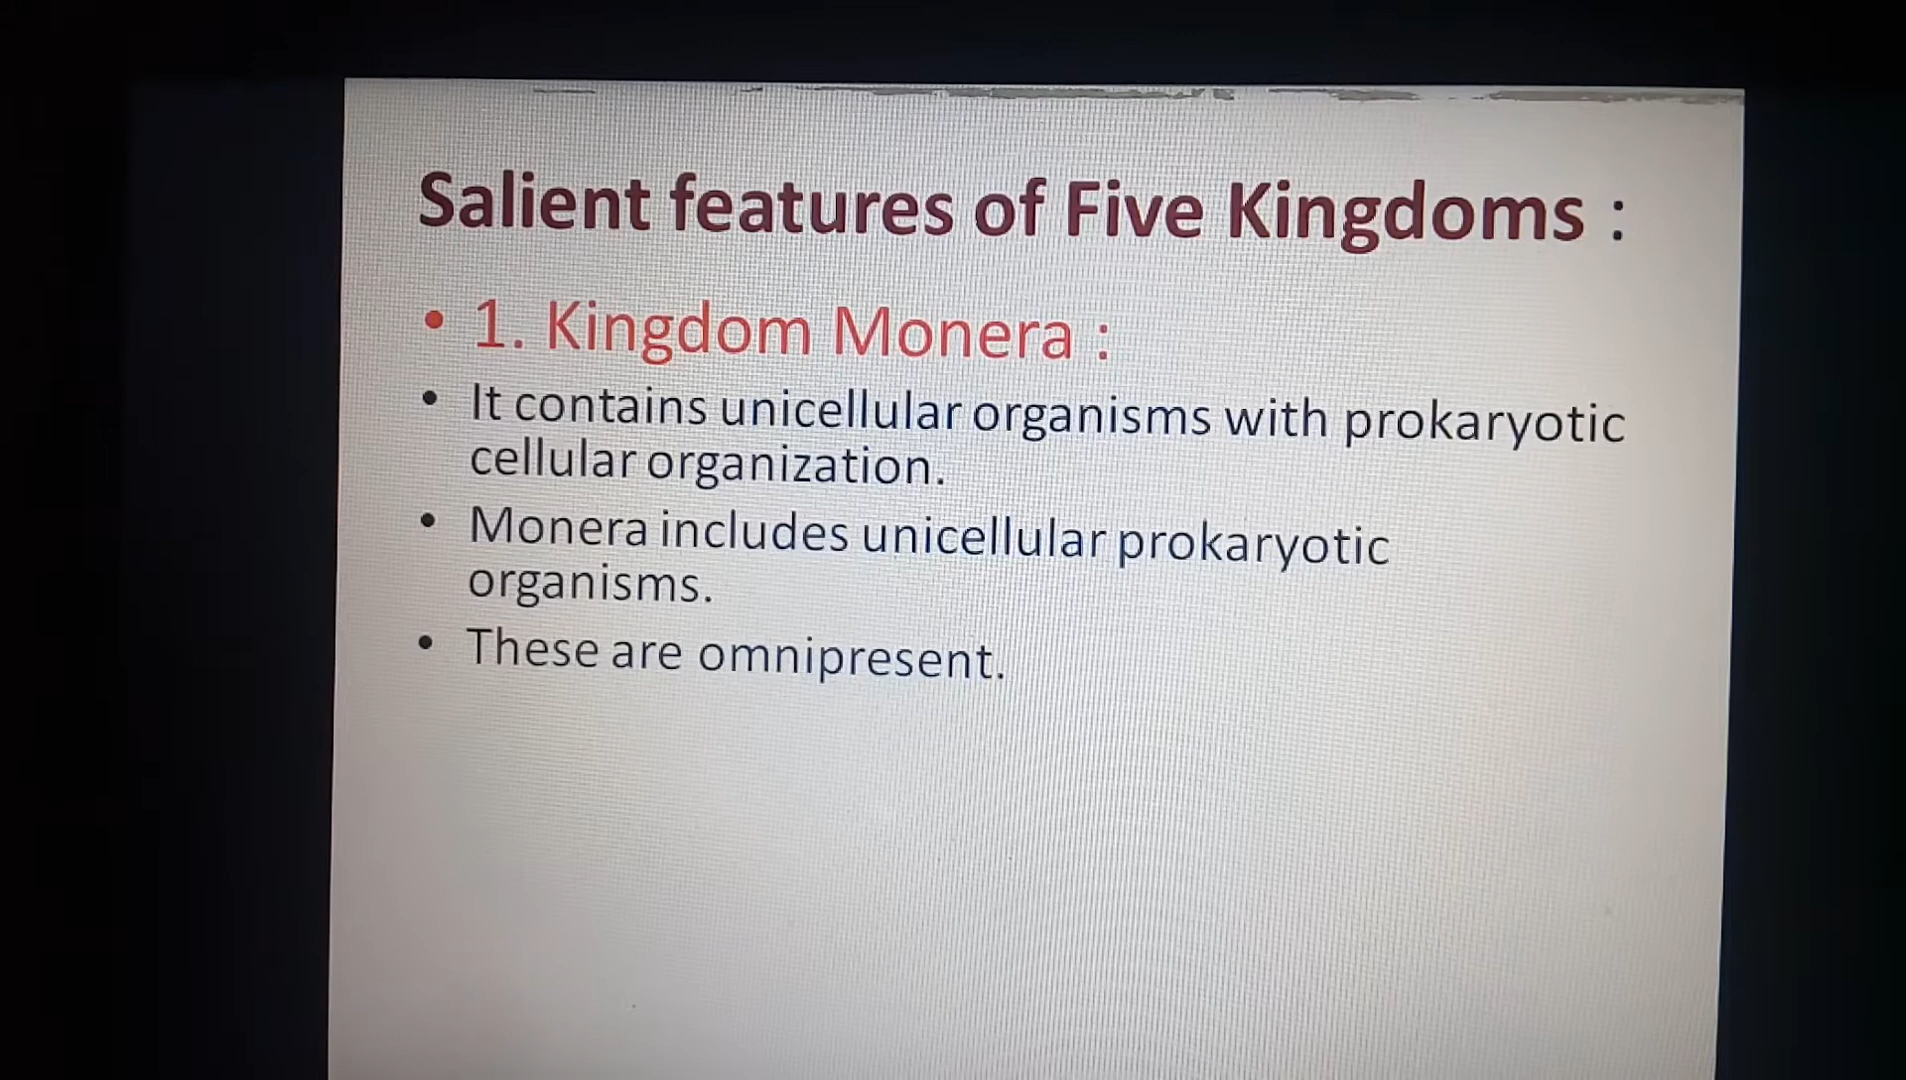 Salient features of Five Kingdoms :
• 1. Kingdom Monera :
• It contains unicellular organisms with prokaryotic
cellular organization.
• Monera includes unicellular prokaryotic
organisms.
• These are omnipresent.